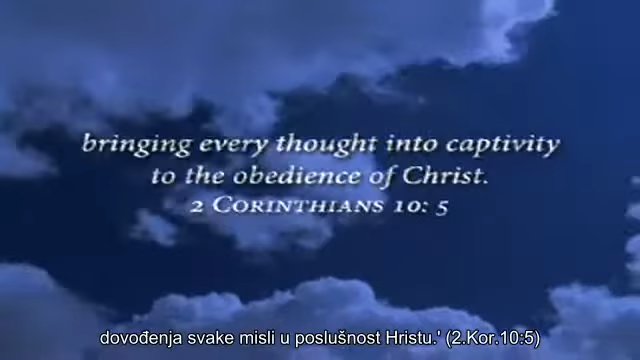 bringing every thought into captivity
to the obedience of Christ.
2 CORINTHIANS 10: 5
dovođenja svake misli u poslušnost Hristu.' (2.Kor.10:5)